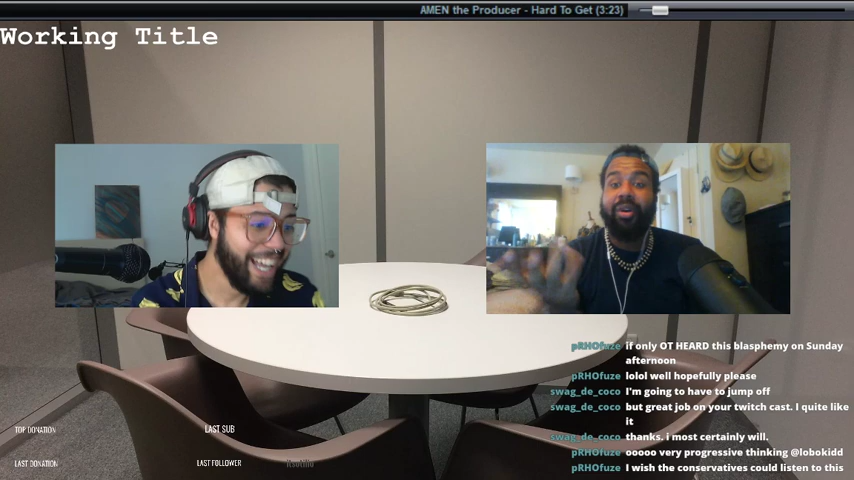 AMEN the Producer - Hard To Get (3:23)
Working Title
pRHOfuze if only OT HEARD this blasphemy on Sunday
afternoon
pRHOfuze lolol well hopefully please
swag_de_coco I'm going to have to jump off
swag_de_coco but great job on your twitch cast. I quite like
it
swag_de_coco thanks. i most certainly will.
pRHOfuze ooooo very progressive thinking @lobokidd
pRHOfuze I wish the conservatives could listen to this
TOP DONATION
LAST SUB
LAST DONATION
LAST FOLLOWER